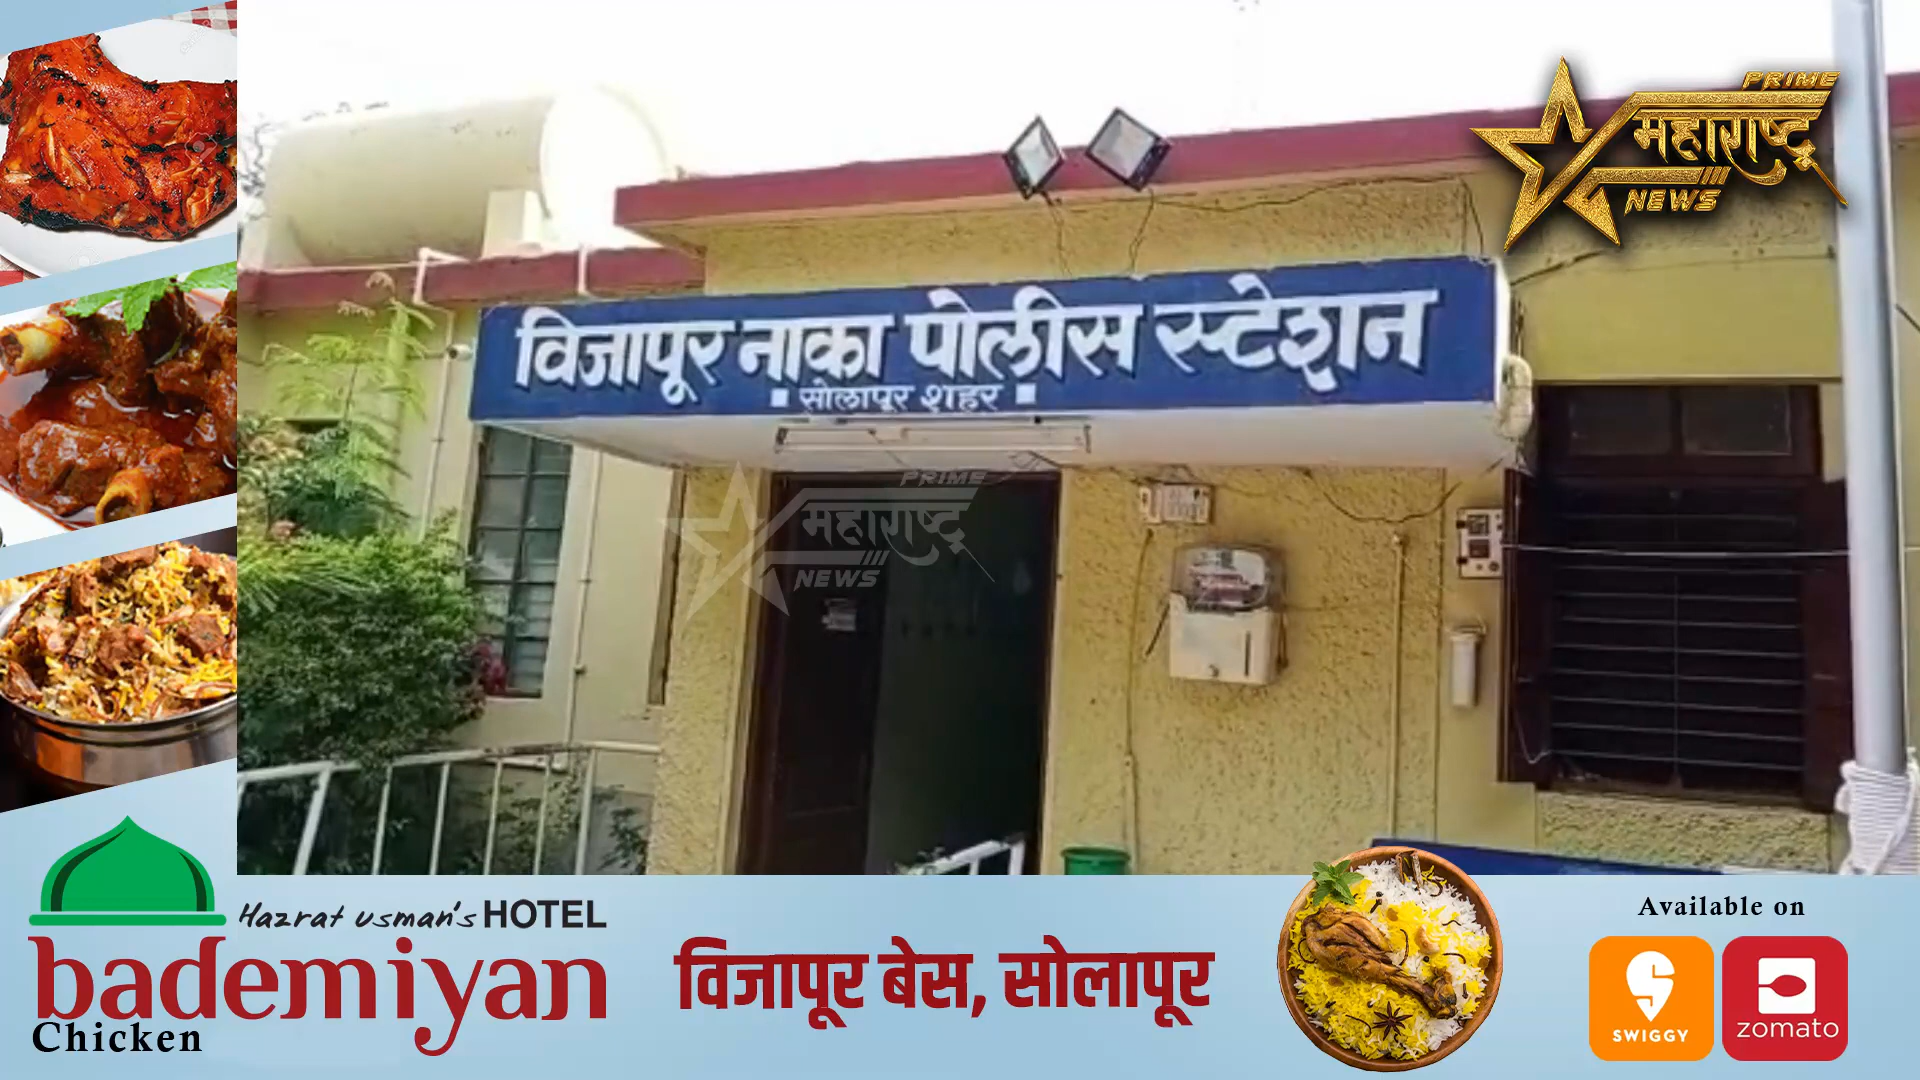 PRIME
महाराष्ट्र
NEWS
विजापूर नाका पोलीस स्टेशन
सोलापूर शहर
PRIME
महाराष्ट्र
NEWS
Hazrat Usman's HOTEL
bademiyan
Chicken
विजापूर बेस, सोलापूर
Available on
SWIGGY
zomato